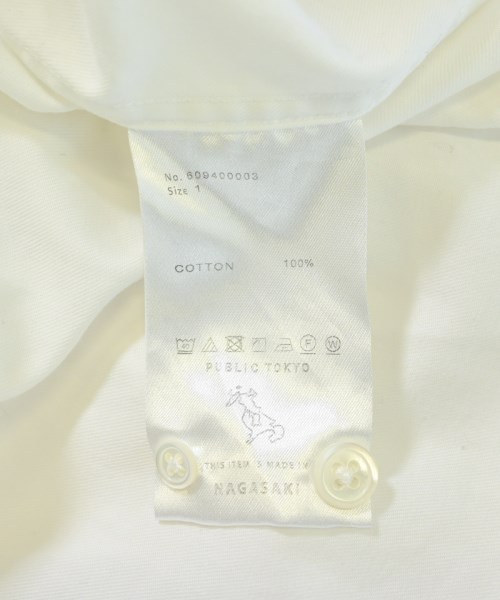 No. 609400003
Size 1
COTTON 100%
PUBLIC TOKYO
THIS ITEM IS MADE IN
NAGASAKI